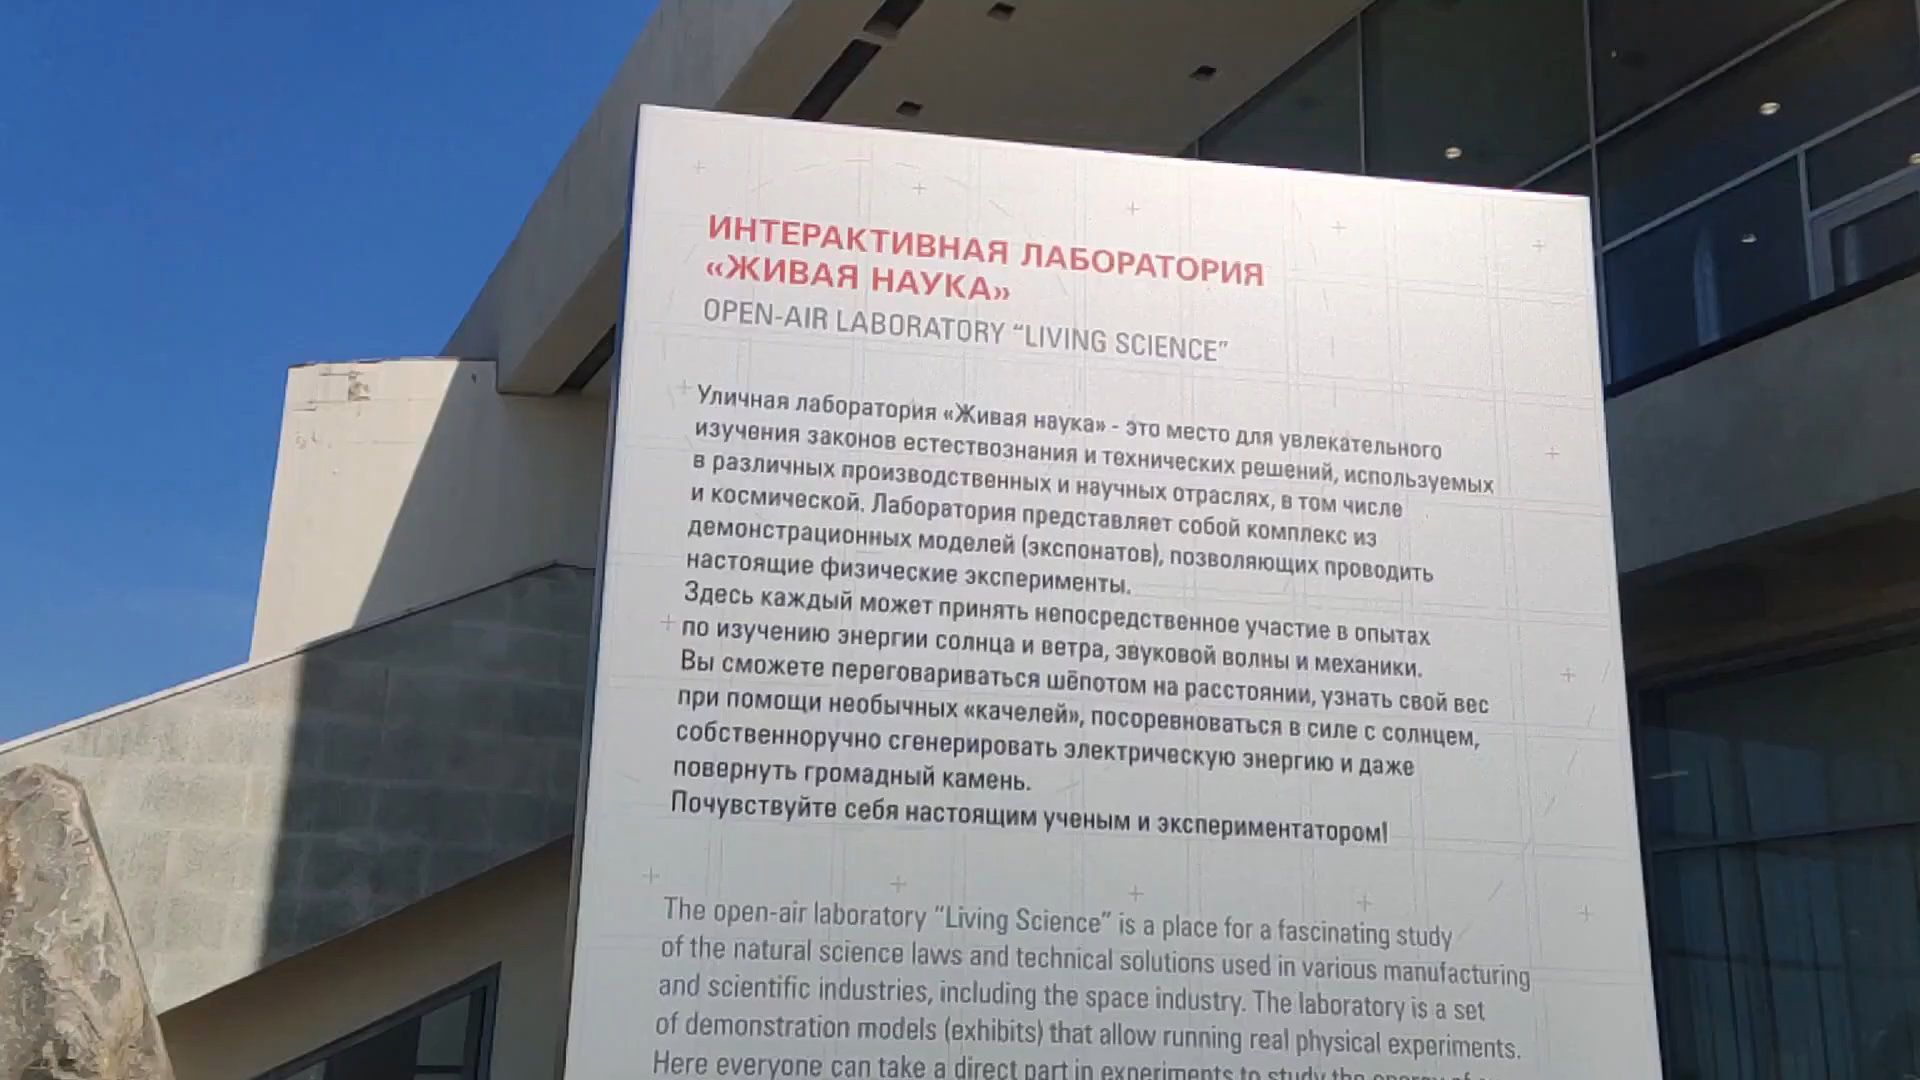 ИНТЕРАКТИВНАЯ ЛАБОРАТОРИЯ
«ЖИВАЯ НАУКА»
OPEN-AIR LABORATORY “LIVING SCIENCE”
Уличная лаборатория «Живая наука» - это место для увлекательного
изучения законов естествознания и технических решений, используемых
в различных производственных и научных отраслях, в том числе
и космической. Лаборатория представляет собой комплекс из
демонстрационных моделей (экспонатов), позволяющих проводить
настоящие физические эксперименты.
Здесь каждый может принять непосредственное участие в опытах
по изучению энергии солнца и ветра, звуковой волны и механики.
Вы сможете переговариваться шёпотом на расстоянии, узнать свой вес
при помощи необычных «качелей», посоревноваться в силе с солнцем,
собственноручно сгенерировать электрическую энергию и даже
повернуть громадный камень.
Почувствуйте себя настоящим ученым и экспериментатором!
The open-air laboratory “Living Science” is a place for a fascinating study
of the natural science laws and technical solutions used in various manufacturing
and scientific industries, including the space industry. The laboratory is a set
of demonstration models (exhibits) that allow running real physical experiments.
Here everyone can take a direct part in experiments to study the energy of